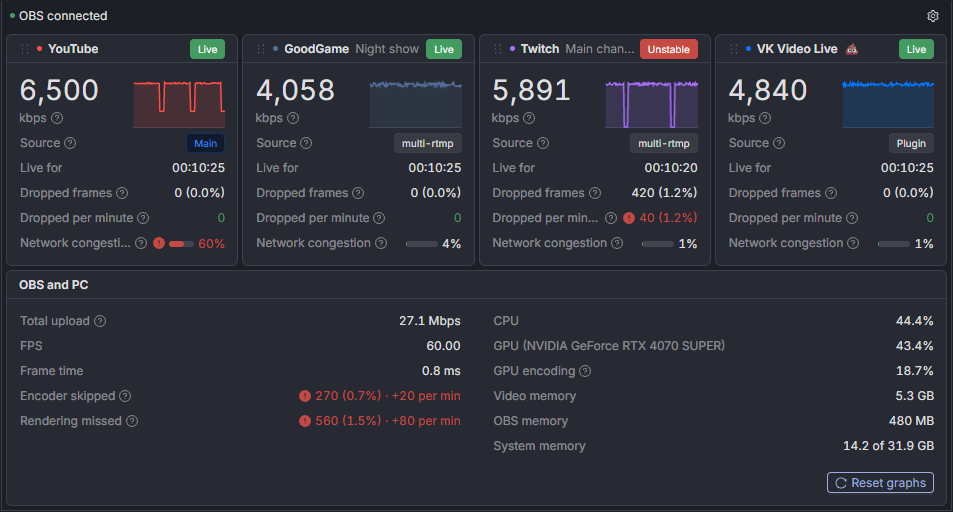 OBS connected
YouTube Live
6,500
kbps
Source Main
Live for 00:10:25
Dropped frames 0 (0.0%)
Dropped per minute 0
Network congesti... 60%
GoodGame Night show Live
4,058
kbps
Source multi-rtmp
Live for 00:10:25
Dropped frames 0 (0.0%)
Dropped per minute 0
Network congestion 4%
Twitch Main chan... Unstable
5,891
kbps
Source multi-rtmp
Live for 00:10:20
Dropped frames 420 (1.2%)
Dropped per min... 40 (1.2%)
Network congestion 1%
VK Video Live 💩 Live
4,840
kbps
Source Plugin
Live for 00:10:25
Dropped frames 0 (0.0%)
Dropped per minute 0
Network congestion 1%
OBS and PC
Total upload 27.1 Mbps
FPS 60.00
Frame time 0.8 ms
Encoder skipped 270 (0.7%) · +20 per min
Rendering missed 560 (1.5%) · +80 per min
CPU 44.4%
GPU (NVIDIA GeForce RTX 4070 SUPER) 43.4%
GPU encoding 18.7%
Video memory 5.3 GB
OBS memory 480 MB
System memory 14.2 of 31.9 GB
Reset graphs